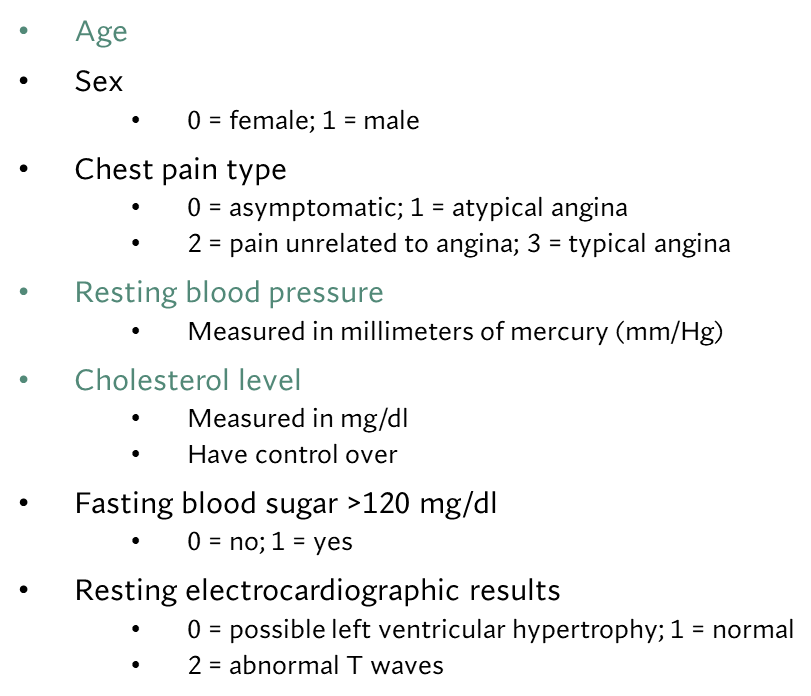 • Age
• Sex
• 0 = female; 1 = male
• Chest pain type
• 0 = asymptomatic; 1 = atypical angina
• 2 = pain unrelated to angina; 3 = typical angina
• Resting blood pressure
• Measured in millimeters of mercury (mm/Hg)
• Cholesterol level
• Measured in mg/dl
• Have control over
• Fasting blood sugar >120 mg/dl
• 0 = no; 1 = yes
• Resting electrocardiographic results
• 0 = possible left ventricular hypertrophy; 1 = normal
• 2 = abnormal T waves